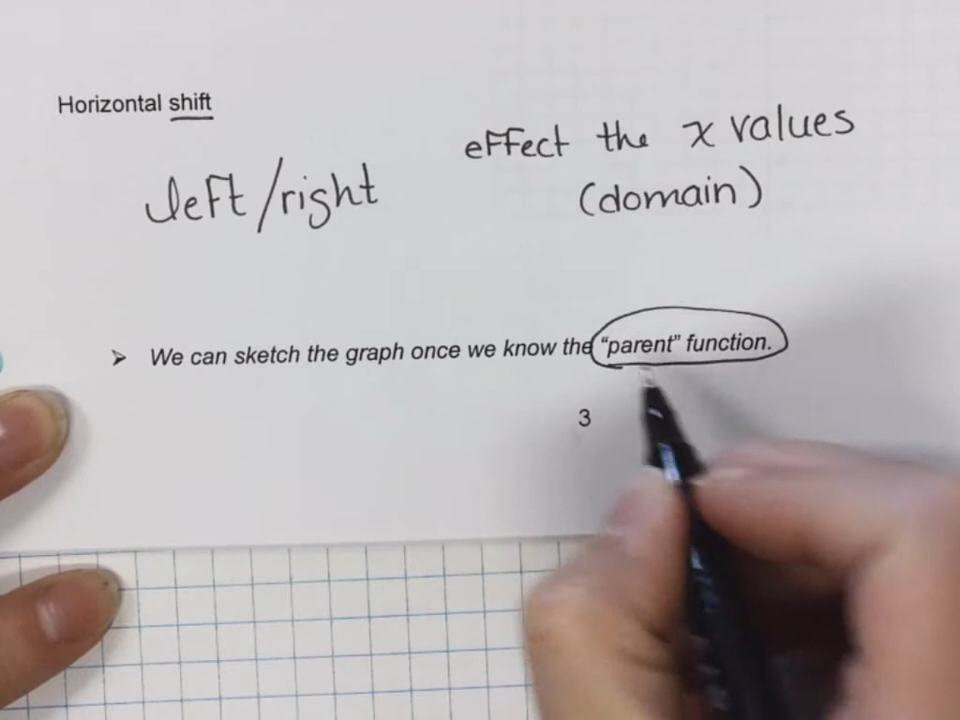 Horizontal shift
effect the x values
left/right
(domain)
➢ We can sketch the graph once we know the “parent” function.
3